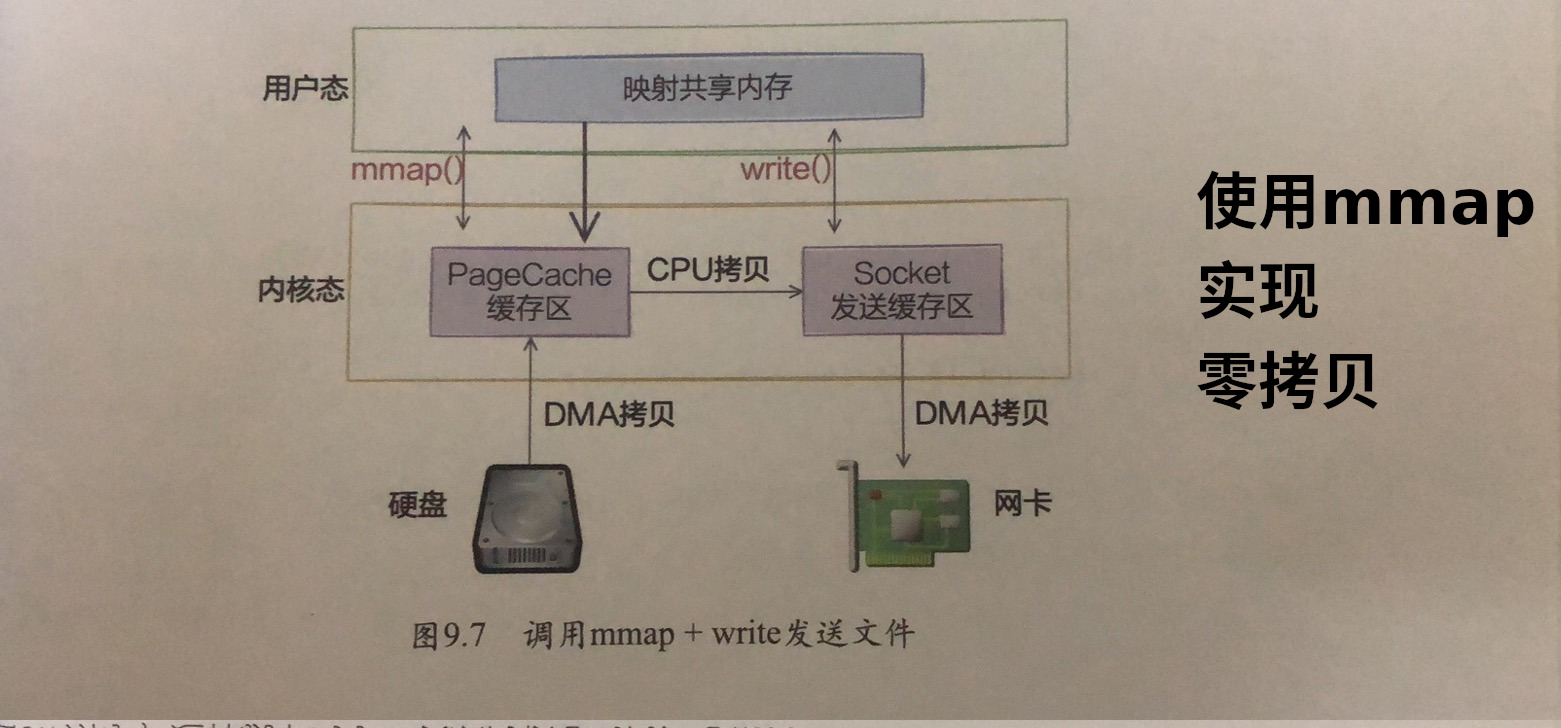 映射共享内存
用户态
mmap()
write()
使用mmap
实现
零拷贝
内核态
PageCache
缓存区
CPU拷贝
Socket
发送缓存区
DMA拷贝
DMA拷贝
硬盘
网卡
图9.7 调用mmap + write发送文件